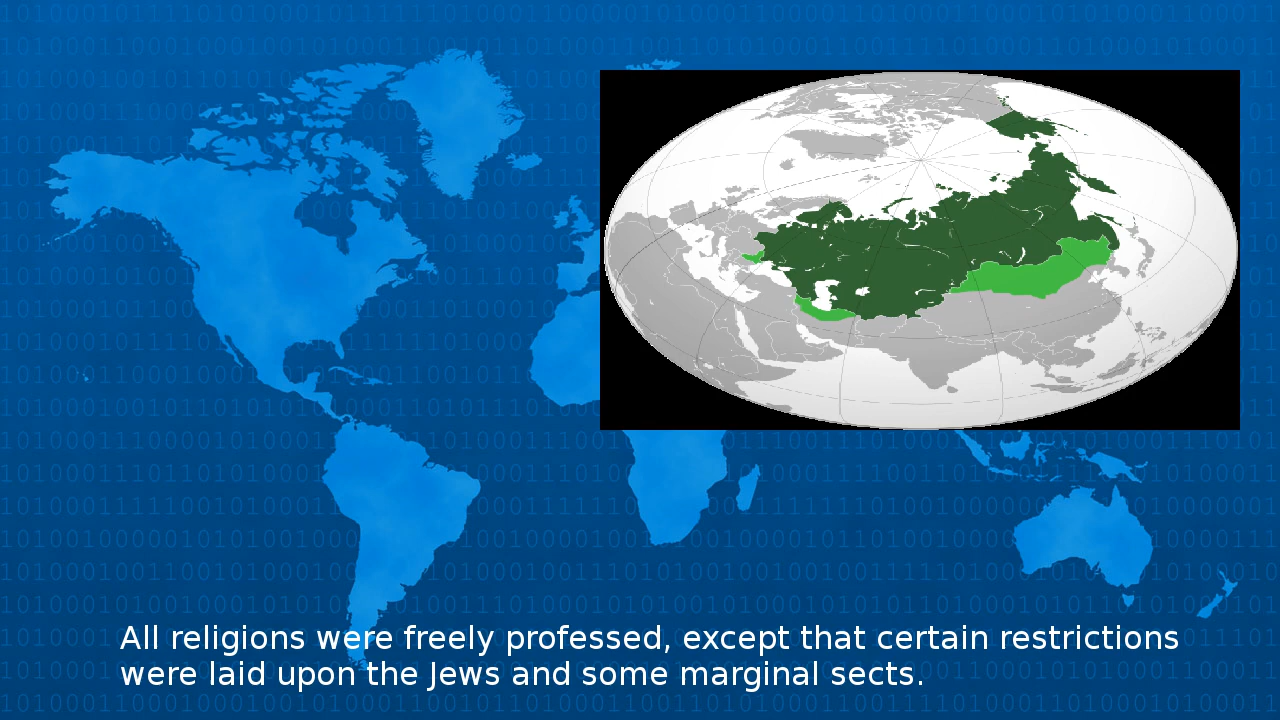 All religions were freely professed, except that certain restrictions
were laid upon the Jews and some marginal sects.